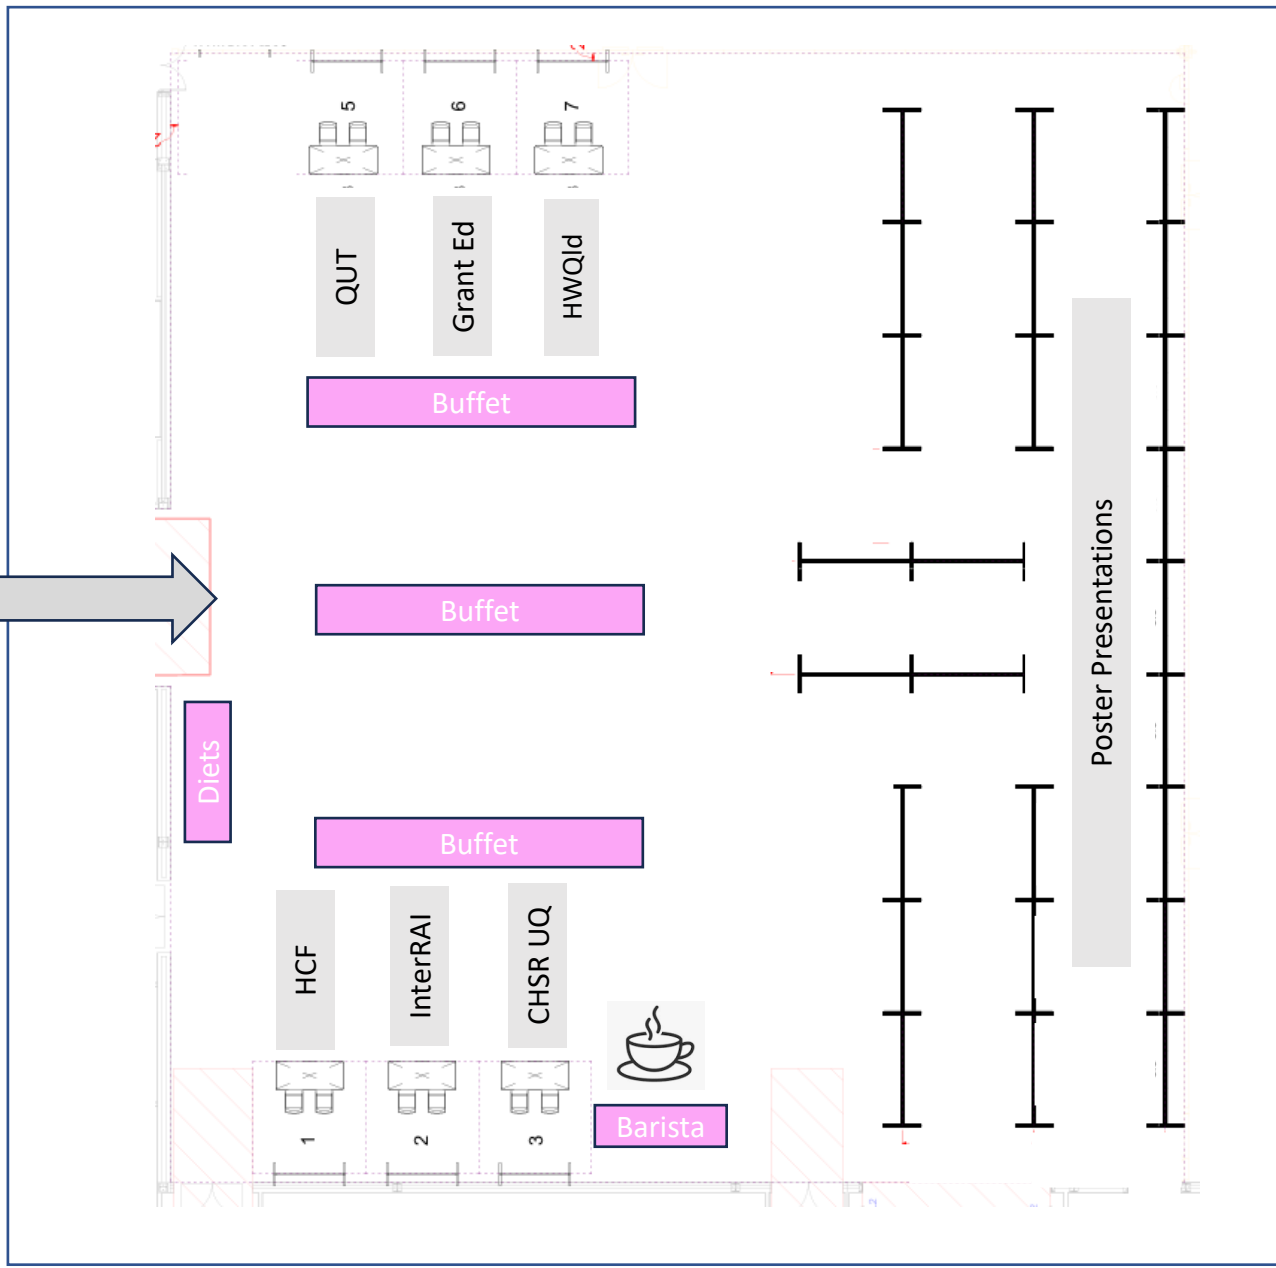 5
6
7
QUT
Grant Ed
HWQld
Buffet
Buffet
Poster Presentations
Diets
Buffet
HCF
InterRAI
CHSR UQ
Barista
1
2
3